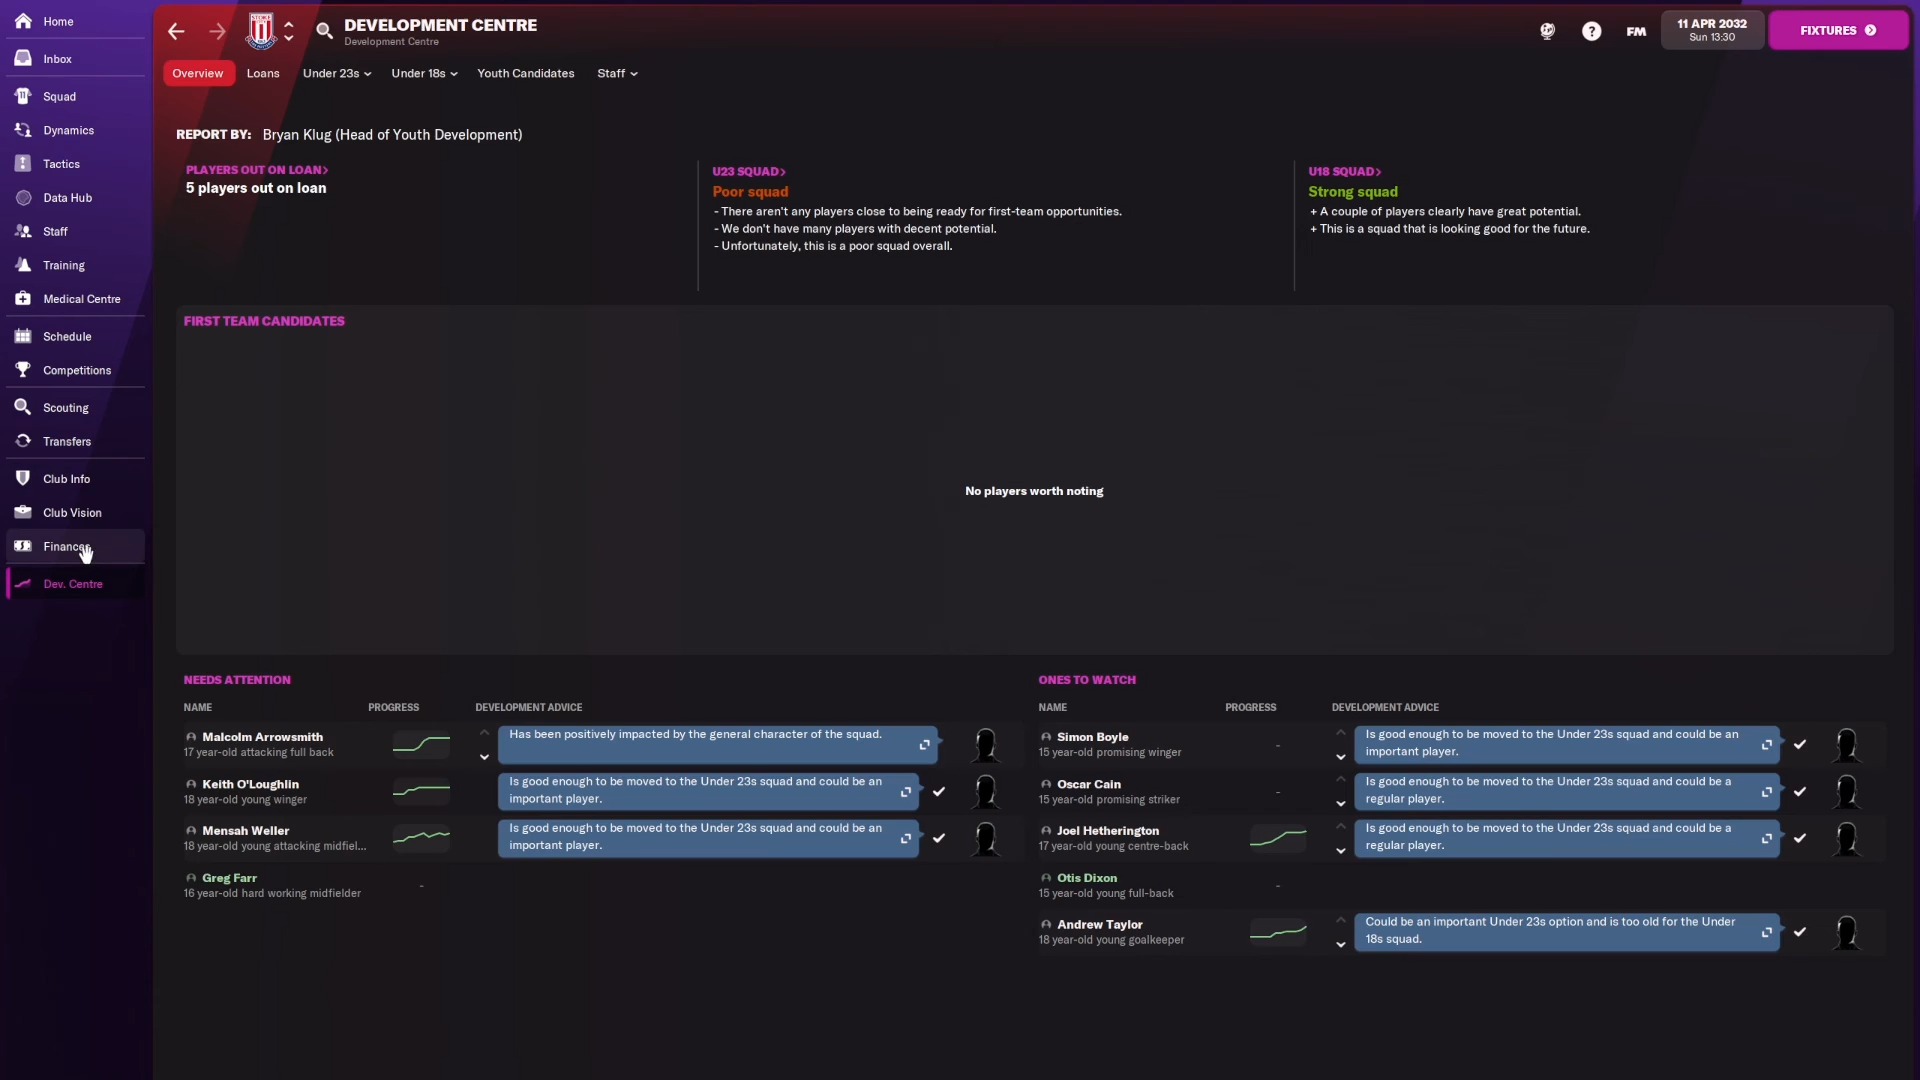 Home
Inbox
Squad
Dynamics
Tactics
Data Hub
Staff
Training
Medical Centre
Schedule
Competitions
Scouting
Transfers
Club Info
Club Vision
Finances
Dev. Centre
DEVELOPMENT CENTRE
Development Centre
FM
11 APR 2032
Sun 13:30
FIXTURES
Overview Loans Under 23s Under 18s Youth Candidates Staff
REPORT BY: Bryan Klug (Head of Youth Development)
PLAYERS OUT ON LOAN>
5 players out on loan
U23 SQUAD>
Poor squad
- There aren't any players close to being ready for first-team opportunities.
- We don't have many players with decent potential.
- Unfortunately, this is a poor squad overall.
U18 SQUAD>
Strong squad
+ A couple of players clearly have great potential.
+ This is a squad that is looking good for the future.
FIRST TEAM CANDIDATES
No players worth noting
NEEDS ATTENTION
NAME PROGRESS DEVELOPMENT ADVICE
Malcolm Arrowsmith
17 year-old attacking full back
Has been positively impacted by the general character of the squad.
Keith O'Loughlin
18 year-old young winger
Is good enough to be moved to the Under 23s squad and could be an
important player.
Mensah Weller
18 year-old young attacking midfiel...
Is good enough to be moved to the Under 23s squad and could be an
important player.
Greg Farr
16 year-old hard working midfielder
-
ONES TO WATCH
NAME PROGRESS DEVELOPMENT ADVICE
Simon Boyle
15 year-old promising winger
-
Is good enough to be moved to the Under 23s squad and could be an
important player.
Oscar Cain
15 year-old promising striker
-
Is good enough to be moved to the Under 23s squad and could be a
regular player.
Joel Hetherington
17 year-old young centre-back
Is good enough to be moved to the Under 23s squad and could be a
regular player.
Otis Dixon
15 year-old young full-back
-
Andrew Taylor
18 year-old young goalkeeper
Could be an important Under 23s option and is too old for the Under
18s squad.